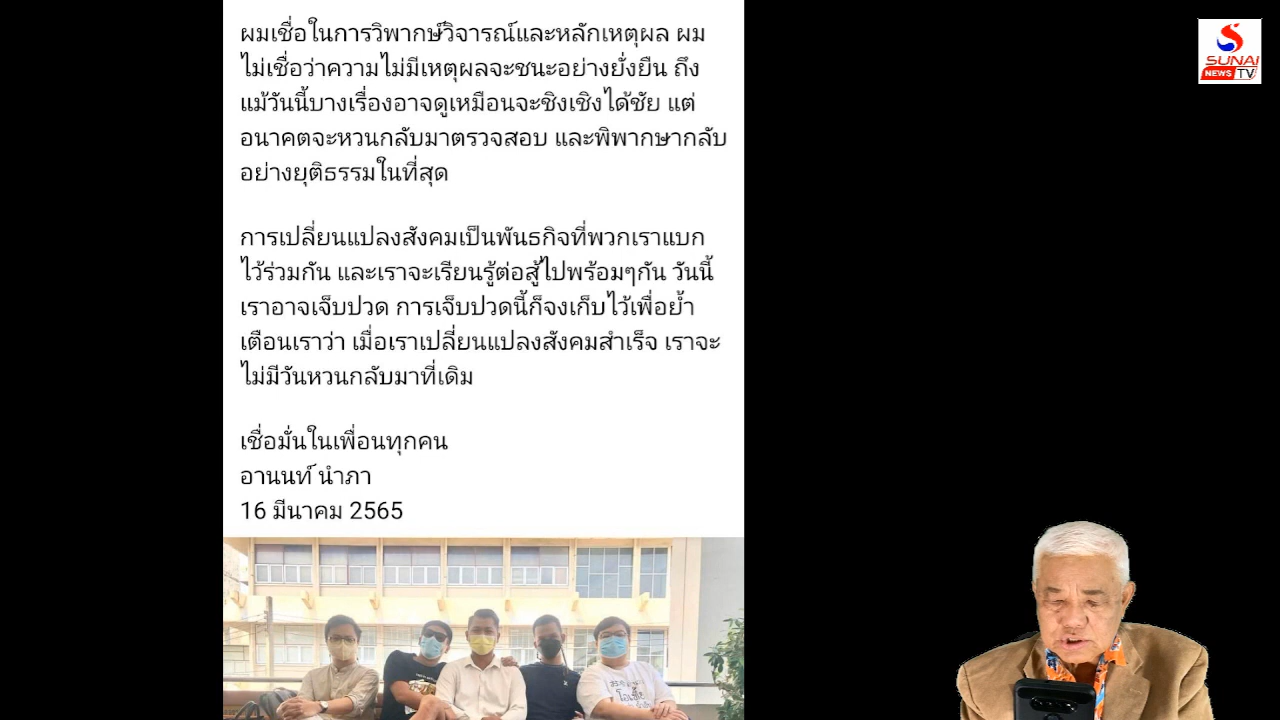 ผมเชื่อในการวิพากษ์วิจารณ์และหลักเหตุผล ผม
ไม่เชื่อว่าความไม่มีเหตุผลจะชนะอย่างยั่งยืน ถึง
แม้วันนี้บางเรื่องอาจดูเหมือนจะชิงเชิงได้ชัย แต่
อนาคตจะหวนกลับมาตรวจสอบ และพิพากษากลับ
อย่างยุติธรรมในที่สุด
การเปลี่ยนแปลงสังคมเป็นพันธกิจที่พวกเราแบก
ไว้ร่วมกัน และเราจะเรียนรู้ต่อสู้ไปพร้อมๆกัน วันนี้
เราอาจเจ็บปวด การเจ็บปวดนี้ก็จงเก็บไว้เพื่อย้ำ
เตือนเราว่า เมื่อเราเปลี่ยนแปลงสังคมสำเร็จ เราจะ
ไม่มีวันหวนกลับมาที่เดิม
เชื่อมั่นในเพื่อนทุกคน
อานนท์ นำภา
16 มีนาคม 2565
SUNAI
NEWS TV